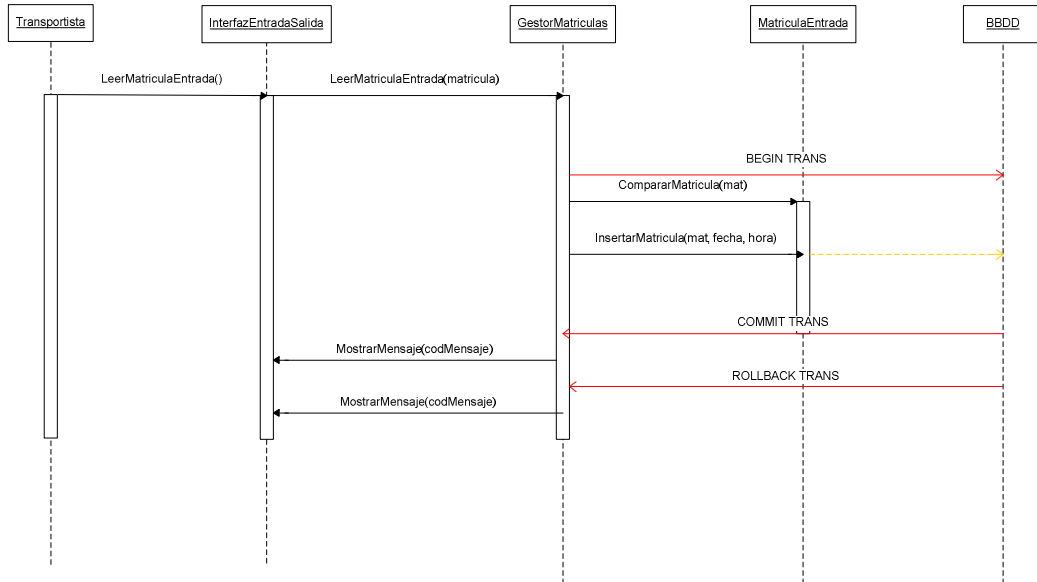 Transportista
InterfazEntradaSalida
GestorMatriculas
MatriculaEntrada
BBDD
LeerMatriculaEntrada()
LeerMatriculaEntrada(matricula)
BEGIN TRANS
CompararMatricula(mat)
InsertarMatricula(mat, fecha, hora)
COMMIT TRANS
MostrarMensaje(codMensaje)
ROLLBACK TRANS
MostrarMensaje(codMensaje)